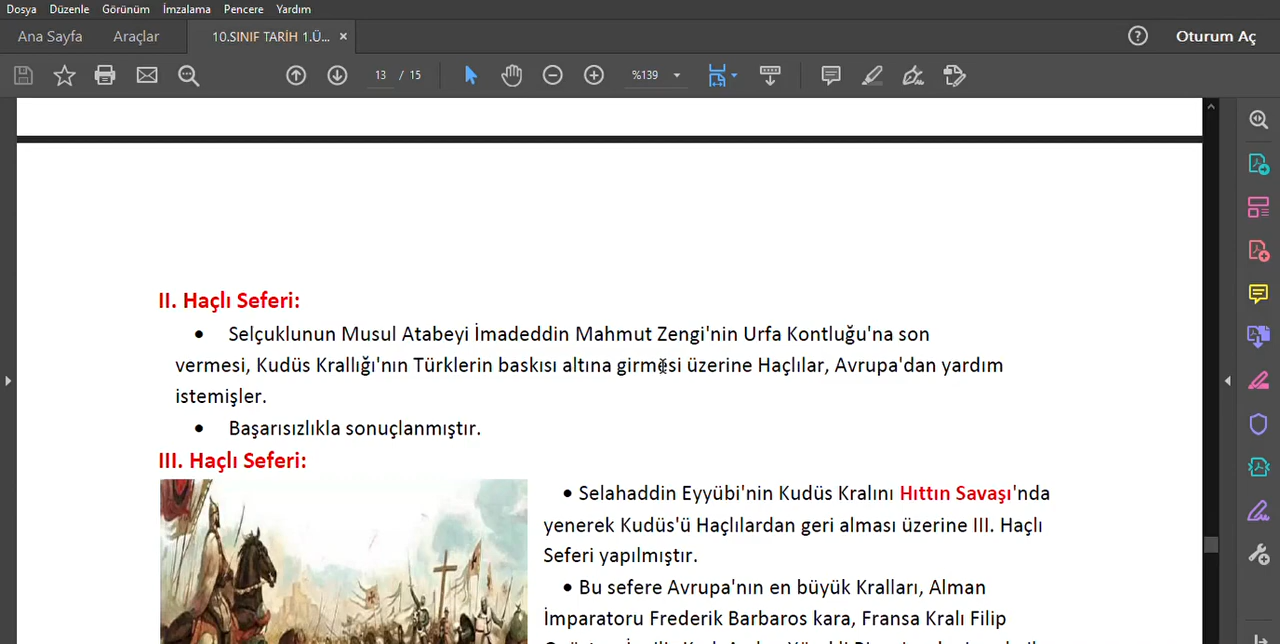 Dosya Düzenle Görünüm İmzalama Pencere Yardım
Ana Sayfa Araçlar 10.SINIF TARİH 1.Ü... × ? Oturum Aç
13 / 15 %139
II. Haçlı Seferi:
• Selçuklunun Musul Atabeyi İmadeddin Mahmut Zengi'nin Urfa Kontluğu'na son
vermesi, Kudüs Krallığı'nın Türklerin baskısı altına girmesi üzerine Haçlılar, Avrupa'dan yardım
istemişler.
• Başarısızlıkla sonuçlanmıştır.
III. Haçlı Seferi:
• Selahaddin Eyyübi'nin Kudüs Kralını Hıttın Savaşı'nda
yenerek Kudüs'ü Haçlılardan geri alması üzerine III. Haçlı
Seferi yapılmıştır.
• Bu sefere Avrupa'nın en büyük Kralları, Alman
İmparatoru Frederik Barbaros kara, Fransa Kralı Filip